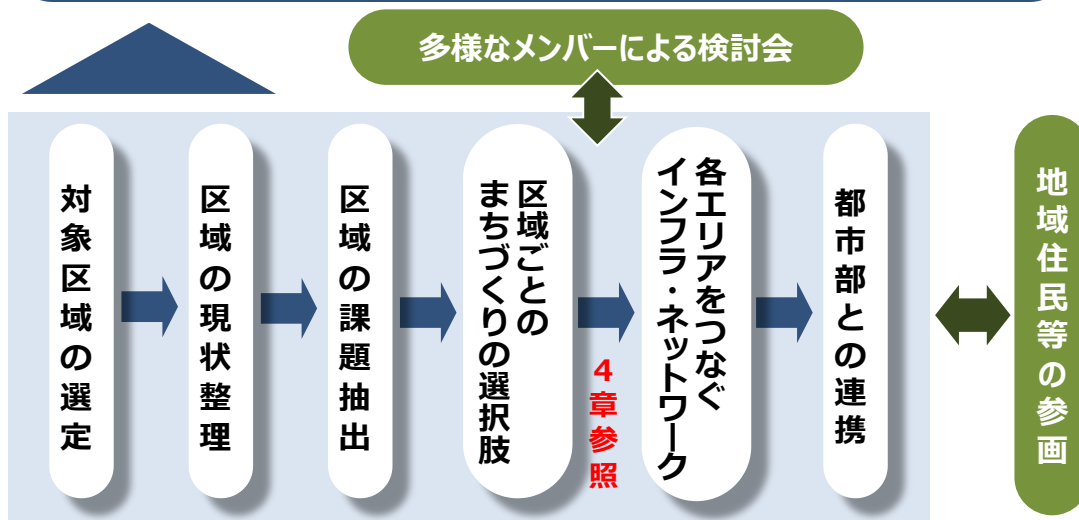 多様なメンバーによる検討会
対象区域の選定
区域の現状整理
区域の課題抽出
区域ごとの
まちづくりの選択肢
4章参照
各エリアをつなぐ
インフラ・ネットワーク
都市部との連携
地域住民等の参画